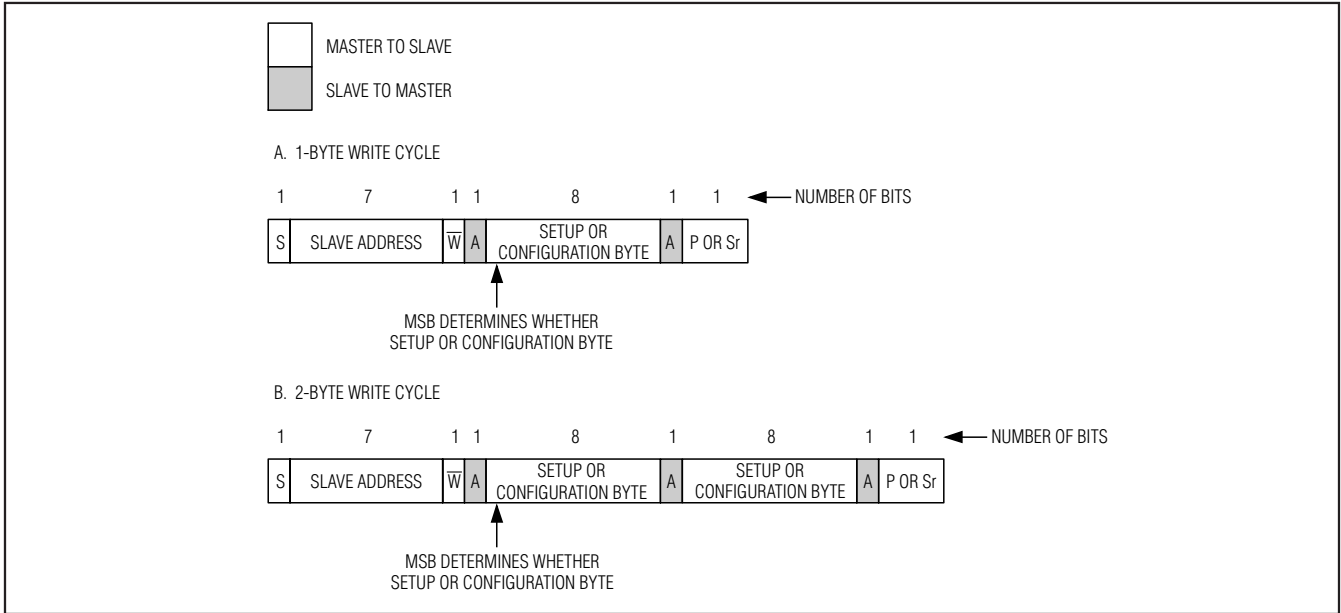 MASTER TO SLAVE
SLAVE TO MASTER
A. 1-BYTE WRITE CYCLE
1 7 1 1 8 1 1 NUMBER OF BITS
S SLAVE ADDRESS W̅ A SETUP OR CONFIGURATION BYTE A P OR Sr
MSB DETERMINES WHETHER
SETUP OR CONFIGURATION BYTE
B. 2-BYTE WRITE CYCLE
1 7 1 1 8 1 8 1 1 NUMBER OF BITS
S SLAVE ADDRESS W̅ A SETUP OR CONFIGURATION BYTE A SETUP OR CONFIGURATION BYTE A P OR Sr
MSB DETERMINES WHETHER
SETUP OR CONFIGURATION BYTE